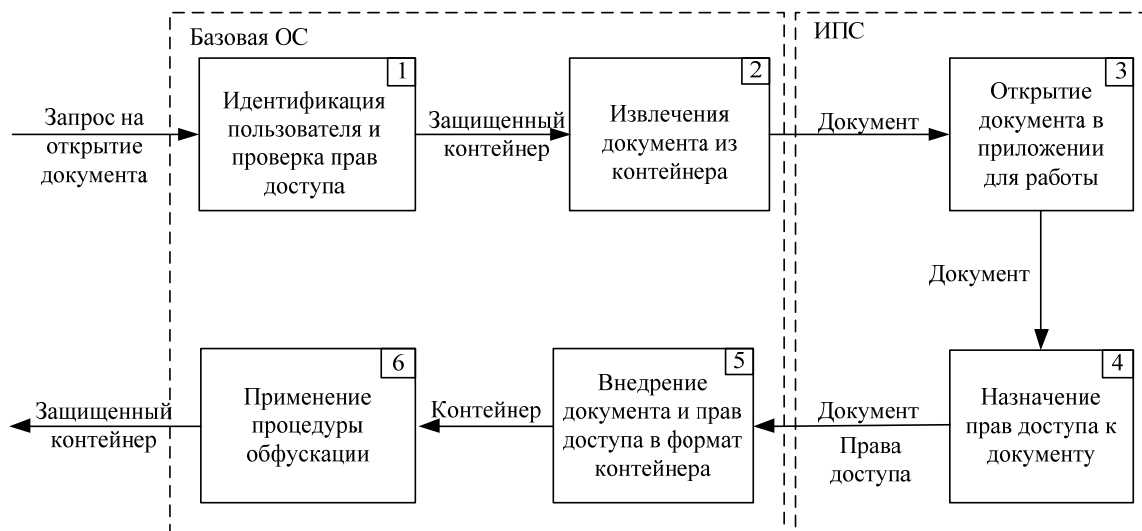 Базовая ОС
ИПС
1
Идентификация
пользователя и
проверка прав
доступа
2
Извлечения
документа из
контейнера
3
Открытие
документа в
приложении
для работы
Запрос на
открытие
документа
Защищенный
контейнер
Документ
Документ
6
Применение
процедуры
обфускации
5
Внедрение
документа и прав
доступа в формат
контейнера
4
Назначение
прав доступа к
документу
Защищенный
контейнер
Контейнер
Документ
Права
доступа